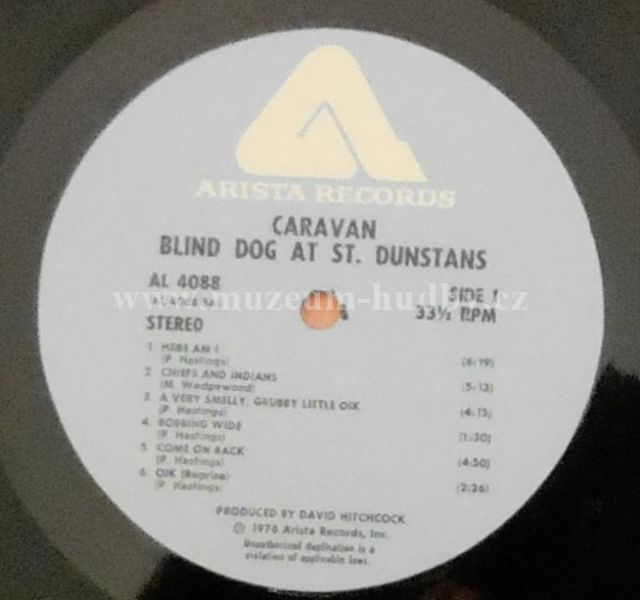 ARISTA RECORDS
CARAVAN
BLIND DOG AT ST. DUNSTANS
AL 4088
SIDE 1
www.muzeum-hudby.cz
STEREO
33⅓ RPM
1. HERE AM I (6:19)
(P. Hastings)
2. CHIEFS AND INDIANS (5:13)
(M. Wedgewood)
3. A VERY SMELLY, GRUBBY LITTLE OIK (4:15)
(P. Hastings)
4. BOBBING WIDE (1:30)
(P. Hastings)
5. COME ON BACK (4:50)
(P. Hastings)
6. OIK (Reprise) (2:26)
(P. Hastings)
PRODUCED BY DAVID HITCHCOCK
Ⓟ 1976 Arista Records, Inc.
Unauthorized duplication is a
violation of applicable laws.